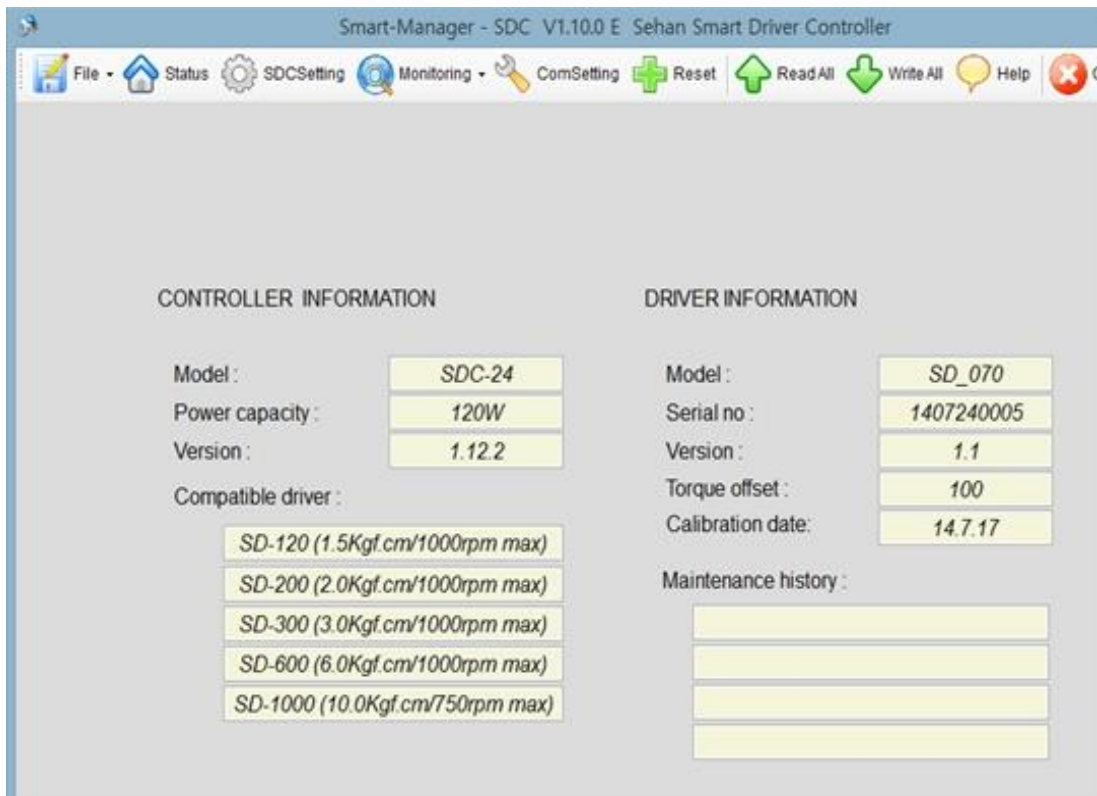 Smart-Manager - SDC V1.10.0 E Sehan Smart Driver Controller
File Status SDCSetting Monitoring ComSetting Reset Read All Write All Help
CONTROLLER INFORMATION
Model : SDC-24
Power capacity : 120W
Version : 1.12.2
Compatible driver :
SD-120 (1.5Kgf.cm/1000rpm max)
SD-200 (2.0Kgf.cm/1000rpm max)
SD-300 (3.0Kgf.cm/1000rpm max)
SD-600 (6.0Kgf.cm/1000rpm max)
SD-1000 (10.0Kgf.cm/750rpm max)
DRIVER INFORMATION
Model : SD_070
Serial no : 1407240005
Version : 1.1
Torque offset : 100
Calibration date: 14.7.17
Maintenance history :